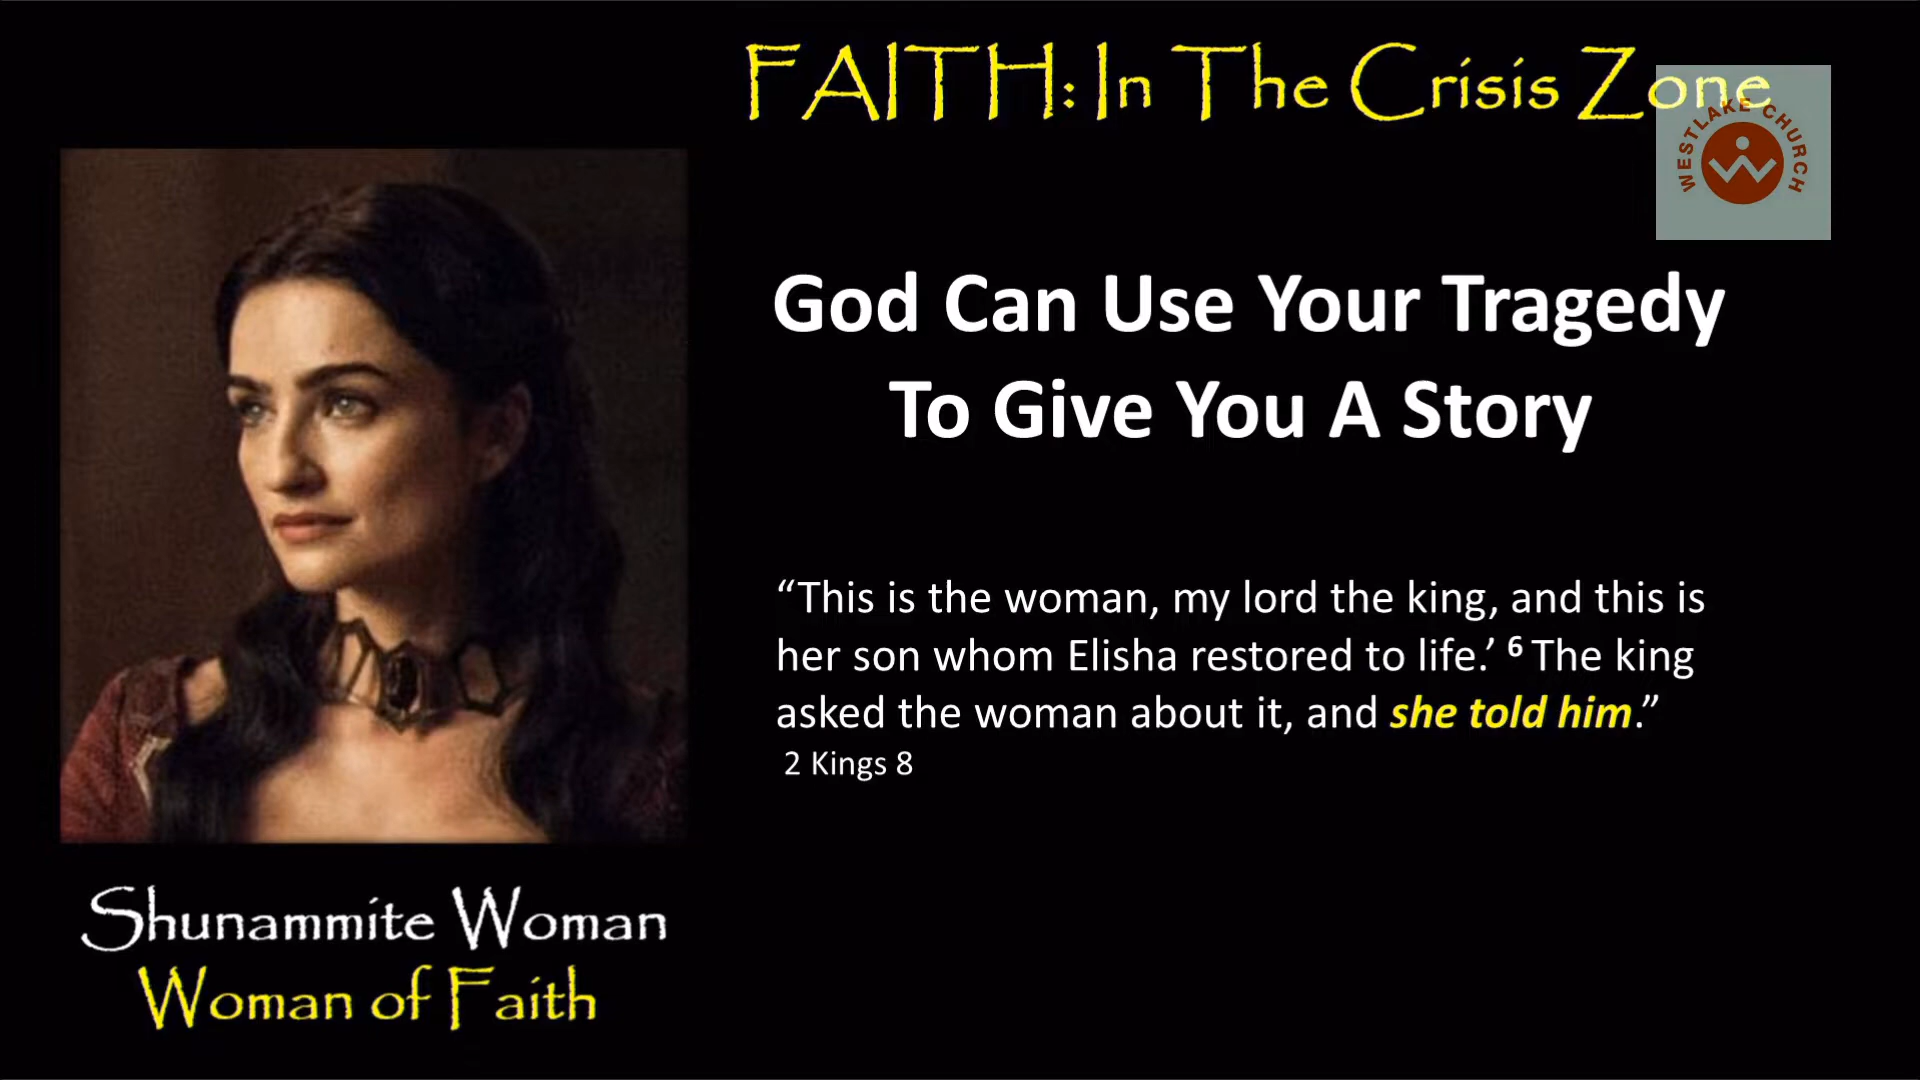 FAITH: In The Crisis Zone
WESTLAKE CHURCH
God Can Use Your Tragedy
To Give You A Story
“This is the woman, my lord the king, and this is
her son whom Elisha restored to life.’ 6 The king
asked the woman about it, and she told him.”
2 Kings 8
Shunammite Woman
Woman of Faith